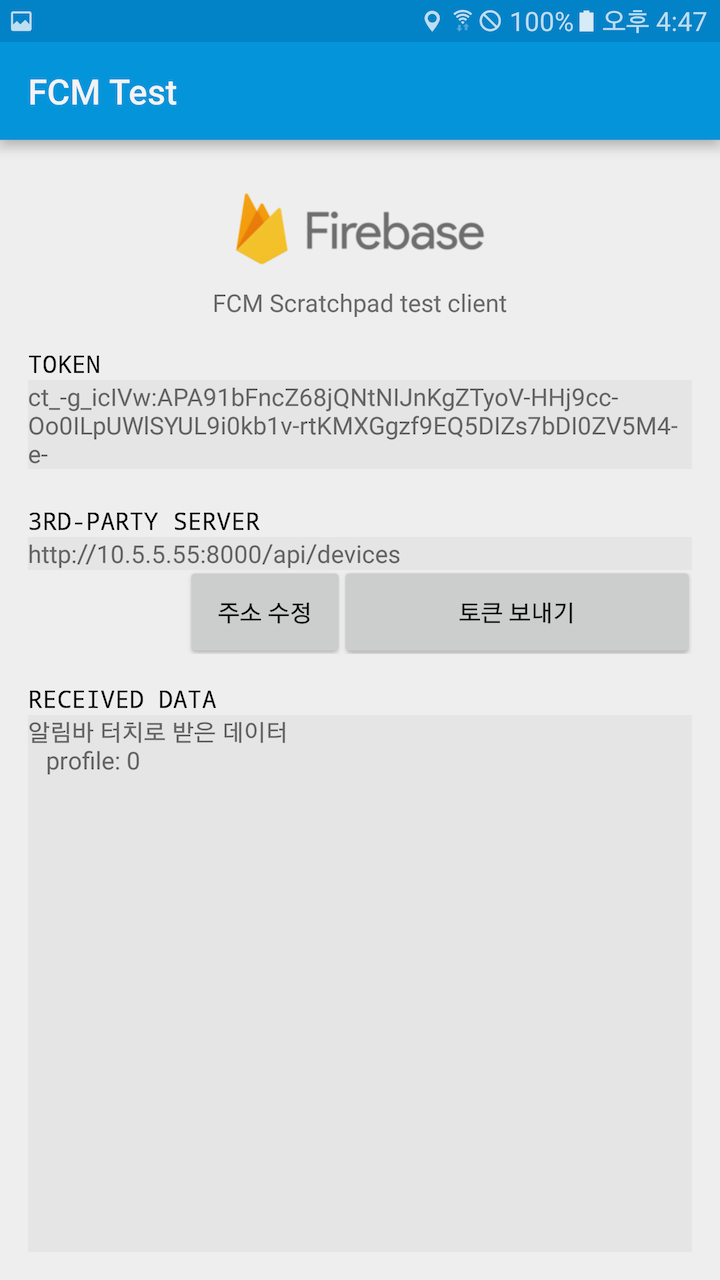 100% 오후 4:47
FCM Test
Firebase
FCM Scratchpad test client
TOKEN
ct_-g_icIVw:APA91bFncZ68jQNtNIJnKgZTyoV-HHj9cc-
Oo0ILpUWlSYUL9i0kb1v-rtKMXGgzf9EQ5DIZs7bDI0ZV5M4-
e-
3RD-PARTY SERVER
http://10.5.5.55:8000/api/devices
주소 수정 토큰 보내기
RECEIVED DATA
알림바 터치로 받은 데이터
profile: 0